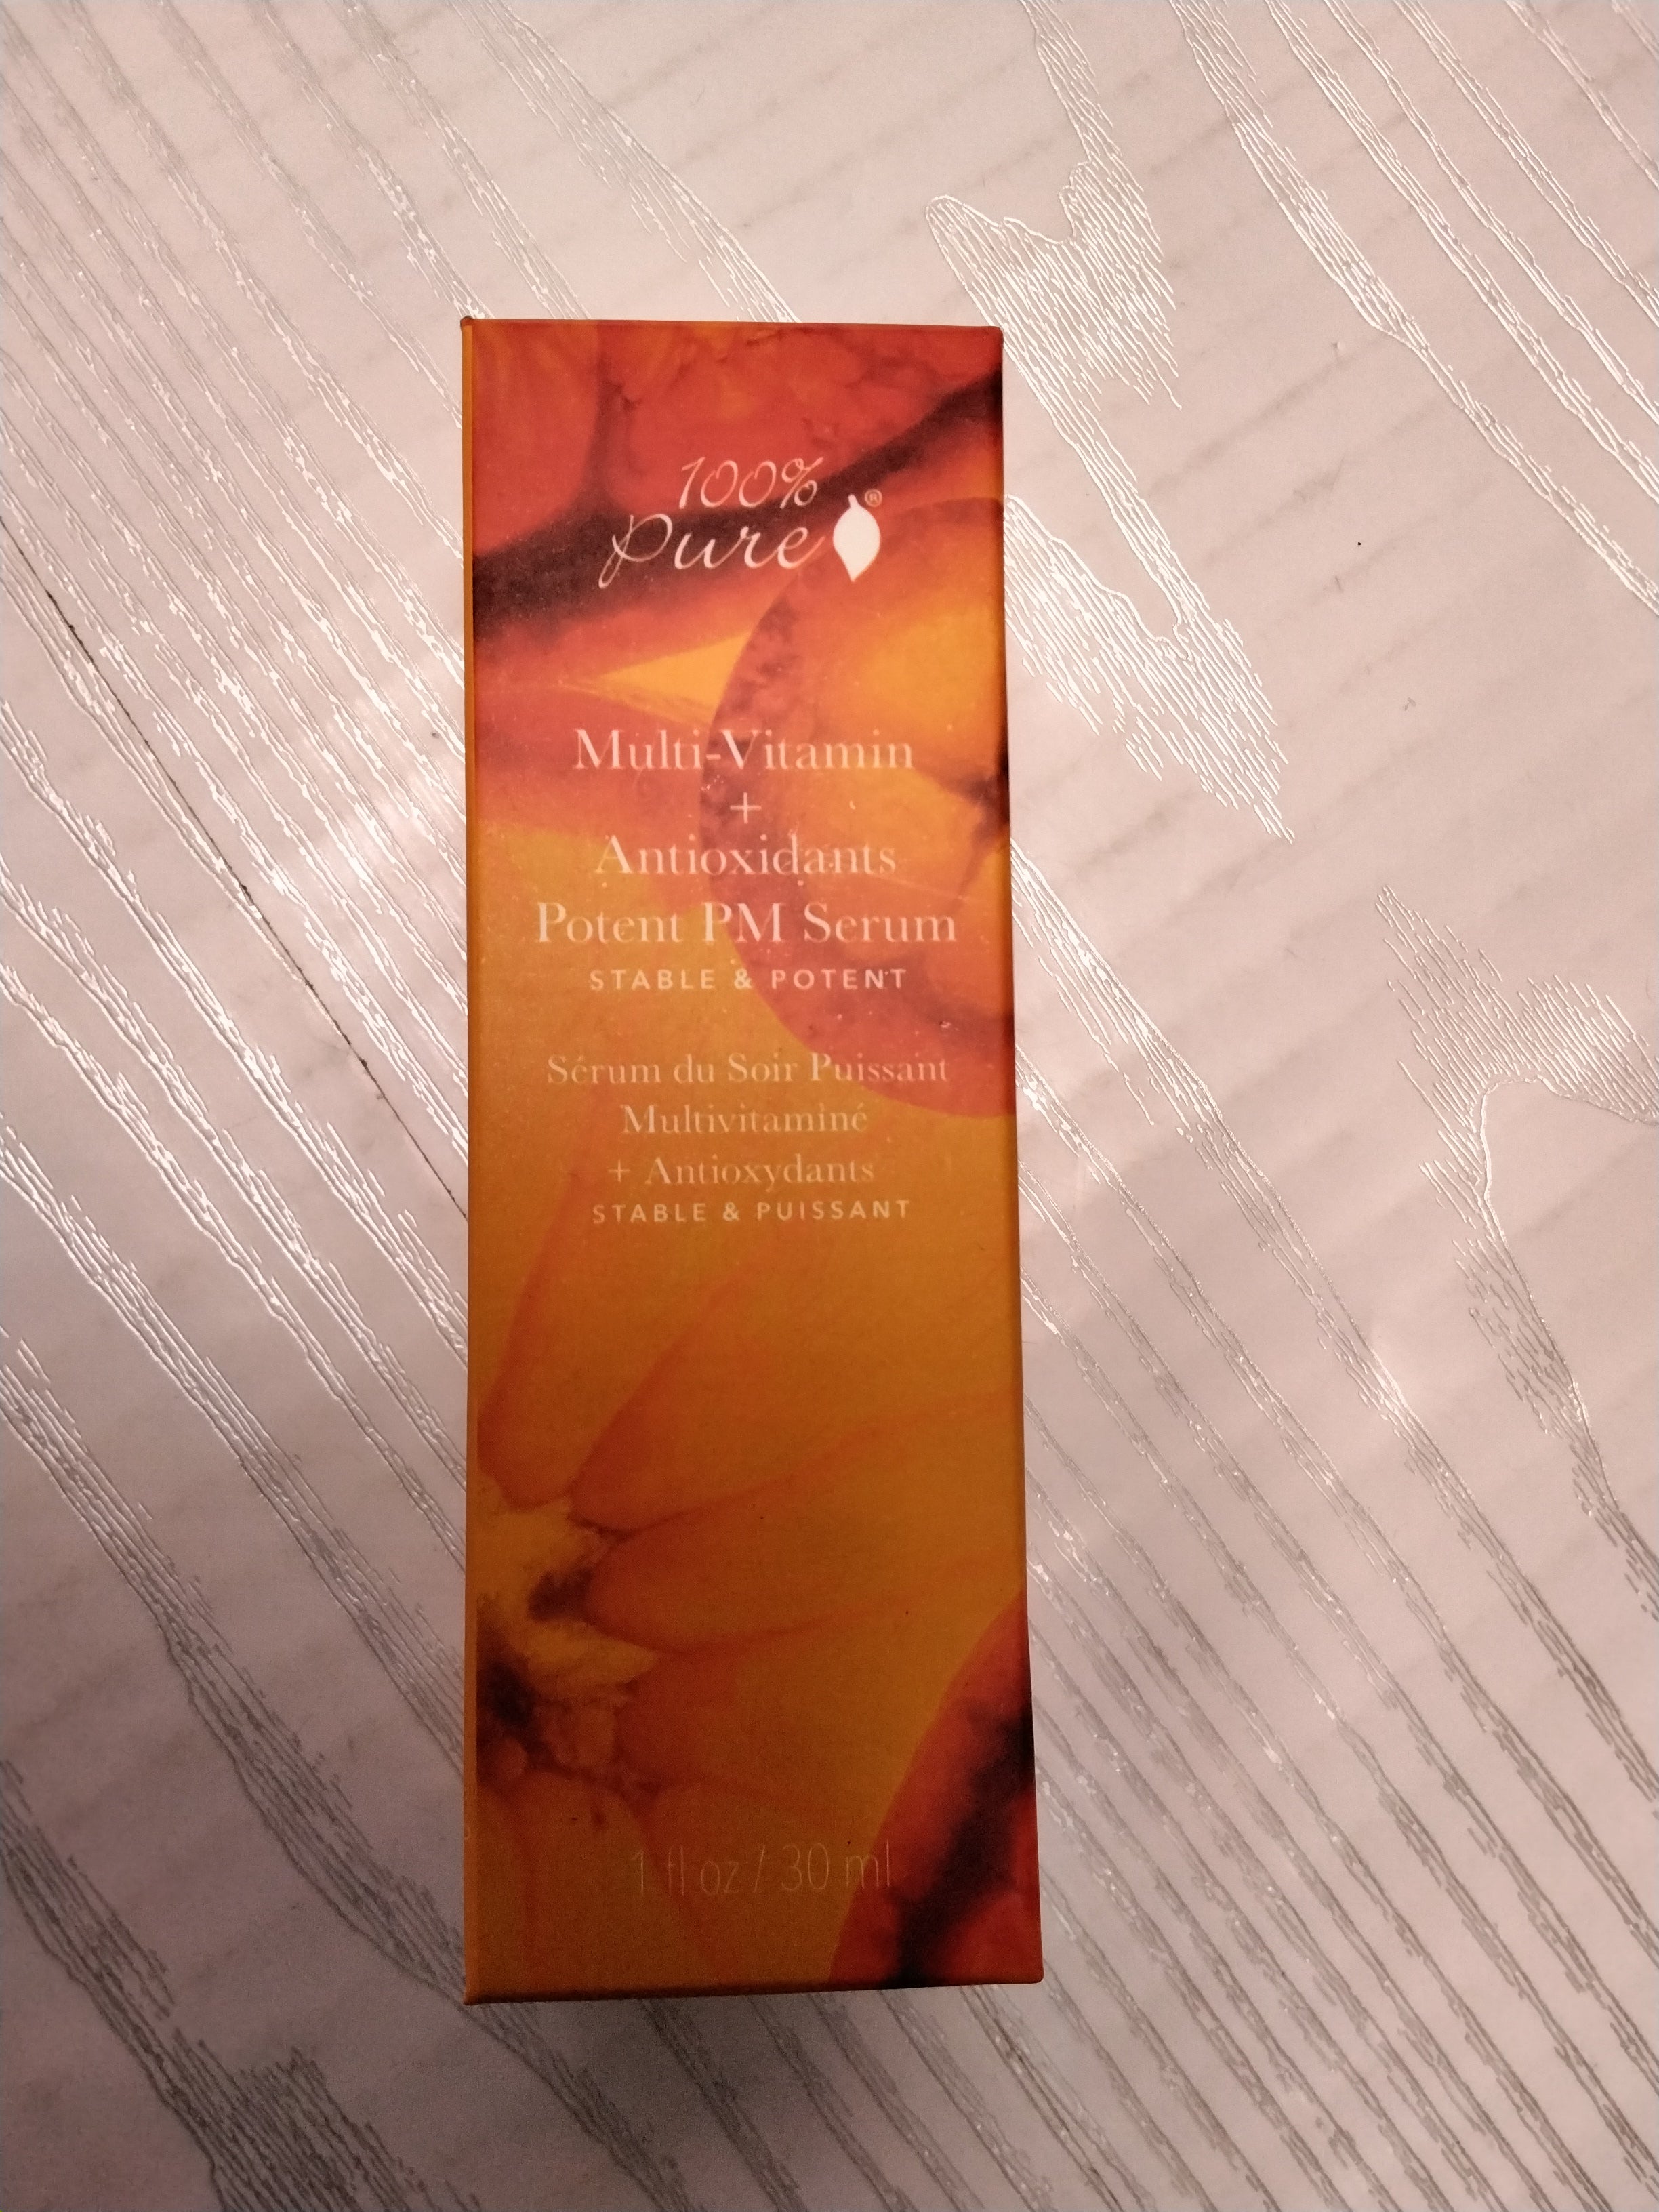 100%
Pure®
Multi-Vitamin
+
Antioxidants
Potent PM Serum
STABLE & POTENT
Sérum du Soir Puissant
Multivitaminé
+ Antioxydants
STABLE & PUISSANT
1 fl oz / 30 ml